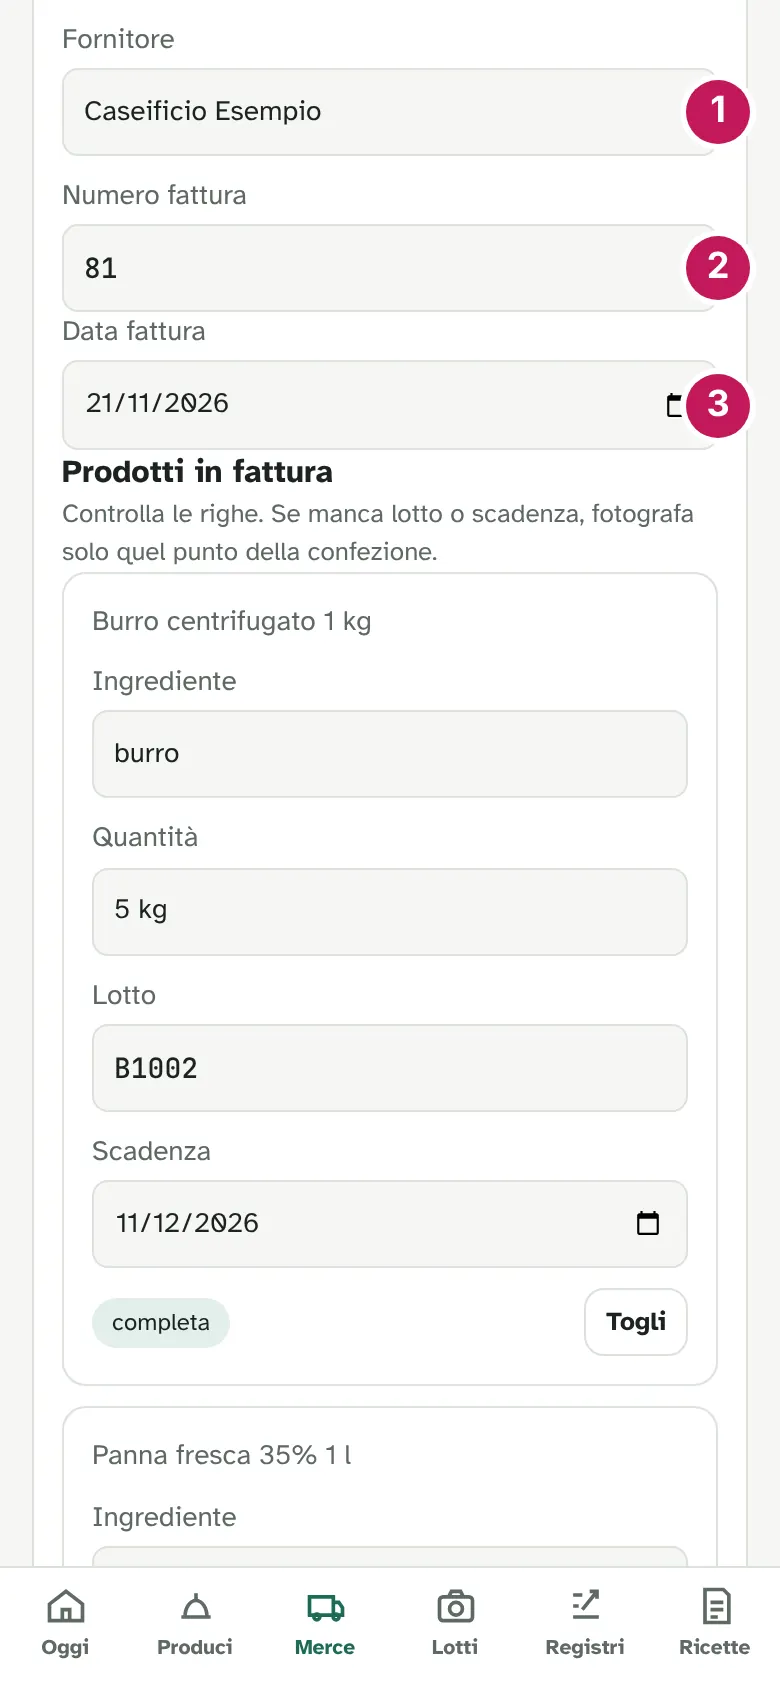 Fornitore
Caseificio Esempio
1
Numero fattura
81
2
Data fattura
21/11/2026
3
Prodotti in fattura
Controlla le righe. Se manca lotto o scadenza, fotografa
solo quel punto della confezione.
Burro centrifugato 1 kg
Ingrediente
burro
Quantità
5 kg
Lotto
B1002
Scadenza
11/12/2026
completa
Togli
Panna fresca 35% 1 l
Ingrediente
Oggi
Produci
Merce
Lotti
Registri
Ricette